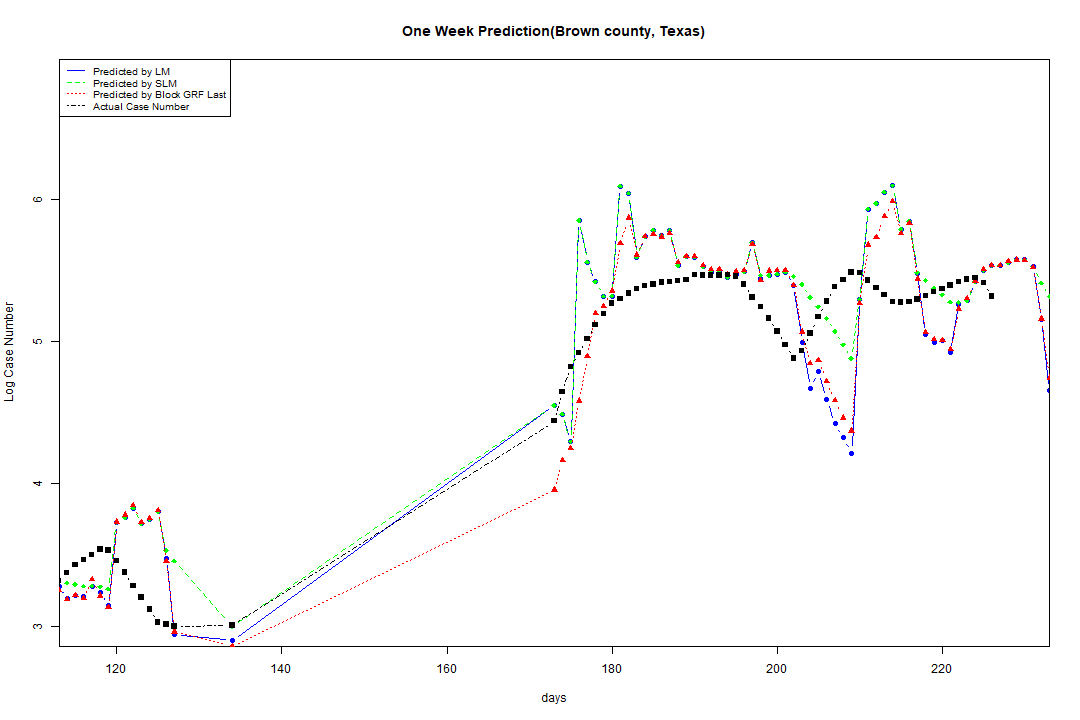 One Week Prediction(Brown county, Texas)
Predicted by LM
Predicted by SLM
Predicted by Block GRF Last
Actual Case Number
Log Case Number
6
5
4
3
120 140 160 180 200 220
days